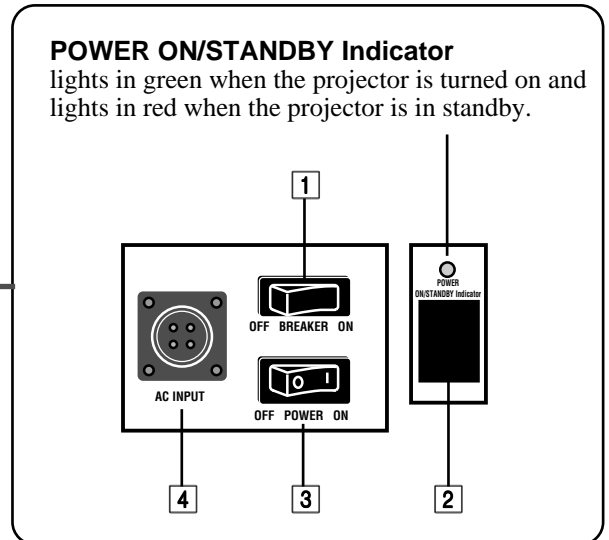 POWER ON/STANDBY Indicator
lights in green when the projector is turned on and
lights in red when the projector is in standby.
1
POWER
ON/STANDBY Indicator
OFF BREAKER ON
O I
AC INPUT
OFF POWER ON
4
3
2